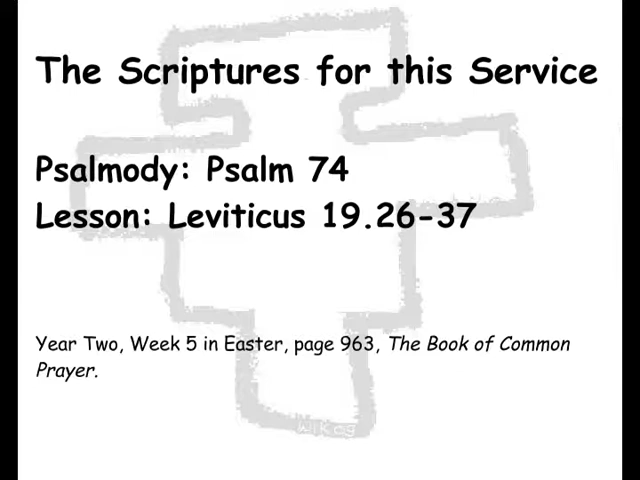 The Scriptures for this Service
Psalmody: Psalm 74
Lesson: Leviticus 19.26-37
Year Two, Week 5 in Easter, page 963, The Book of Common
Prayer.